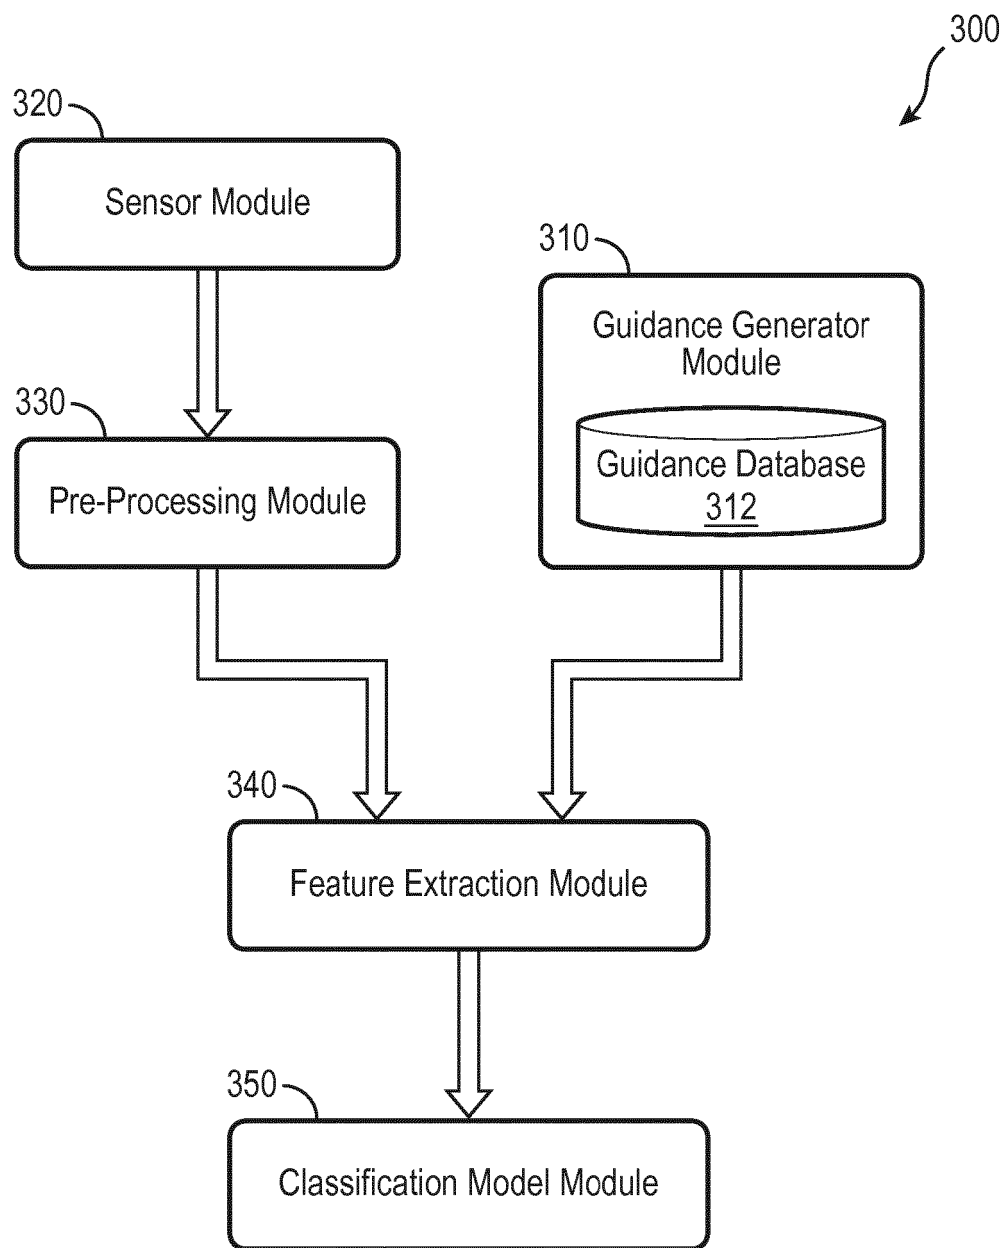 300
320
Sensor Module
310
Guidance Generator
Module
330
Pre-Processing Module
Guidance Database
312
340
Feature Extraction Module
350
Classification Model Module